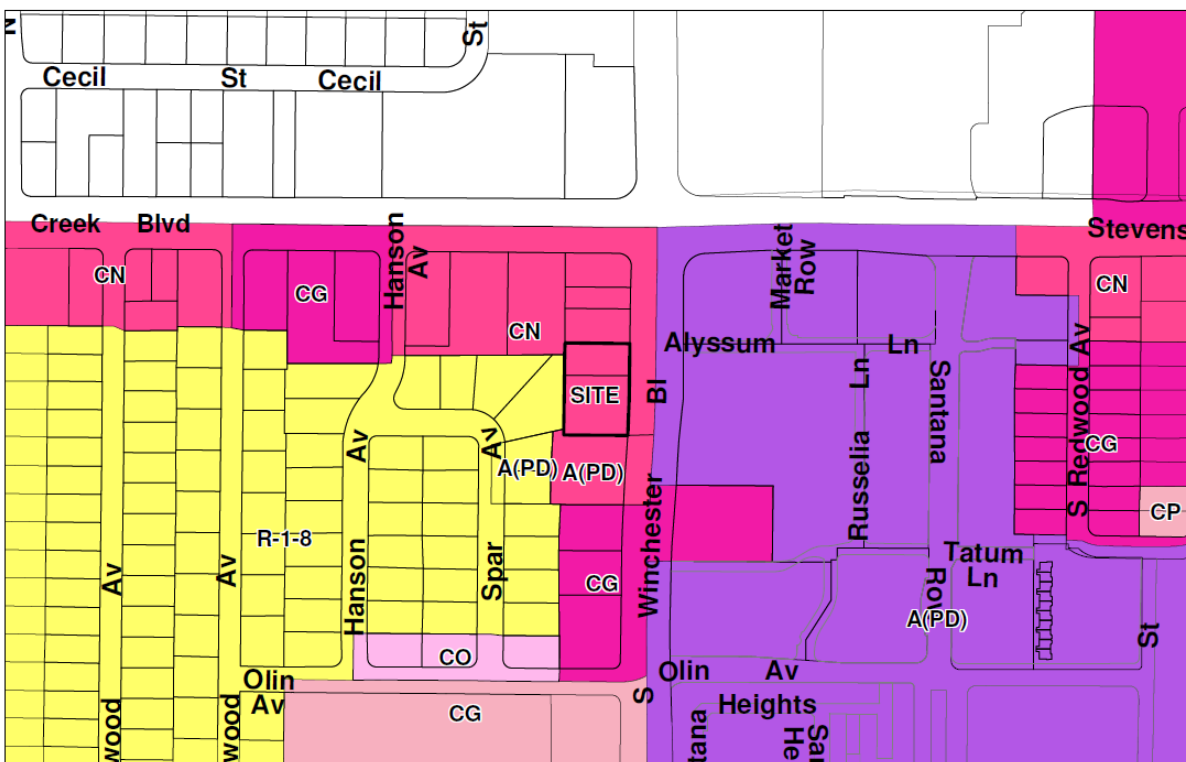 N
St
Cecil St Cecil
Creek Blvd
Hanson Av
Market Row
Stevens
CN
CG
CN
CN
Alyssum Ln
Ln
Santana
Row
S Redwood Av
SITE
Bl
CG
Av
Av
A(PD)
A(PD)
Russelia
S
Winchester
CP
R-1-8
Hanson
Spar
Av
Av
CG
Tatum
Ln
A(PD)
St
CO
Olin
Av
Olin Av
CG
Heights
wood
wood
tana